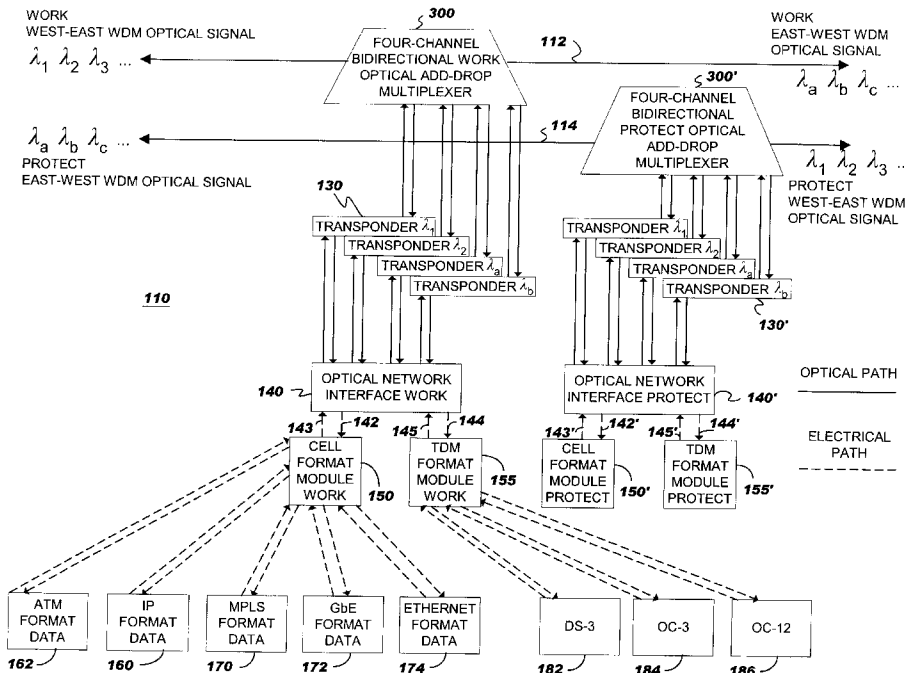 WORK
WEST-EAST WDM OPTICAL SIGNAL
λ1 λ2 λ3 ...
300
FOUR-CHANNEL
BIDIRECTIONAL WORK
OPTICAL ADD-DROP
MULTIPLEXER
112
WORK
EAST-WEST WDM
OPTICAL SIGNAL
λa λb λc ...
300'
FOUR-CHANNEL
BIDIRECTIONAL
PROTECT OPTICAL
ADD-DROP
MULTIPLEXER
114
λa λb λc ...
PROTECT
EAST-WEST WDM OPTICAL SIGNAL
λ1 λ2 λ3 ...
PROTECT
WEST-EAST WDM
OPTICAL SIGNAL
130
TRANSPONDER λ1
TRANSPONDER λ2
TRANSPONDER λa
TRANSPONDER λb
TRANSPONDER λ1
TRANSPONDER λ2
TRANSPONDER λa
TRANSPONDER λb
130'
110
OPTICAL NETWORK
INTERFACE WORK
140
OPTICAL NETWORK
INTERFACE PROTECT
140'
OPTICAL PATH
ELECTRICAL
PATH
143
142
145
144
143'
142'
145'
144'
CELL
FORMAT
MODULE
WORK
150
TDM
FORMAT
MODULE
WORK
155
CELL
FORMAT
MODULE
PROTECT
150'
TDM
FORMAT
MODULE
PROTECT
155'
ATM
FORMAT
DATA
162
IP
FORMAT
DATA
160
MPLS
FORMAT
DATA
170
GbE
FORMAT
DATA
172
ETHERNET
FORMAT
DATA
174
DS-3
182
OC-3
184
OC-12
186